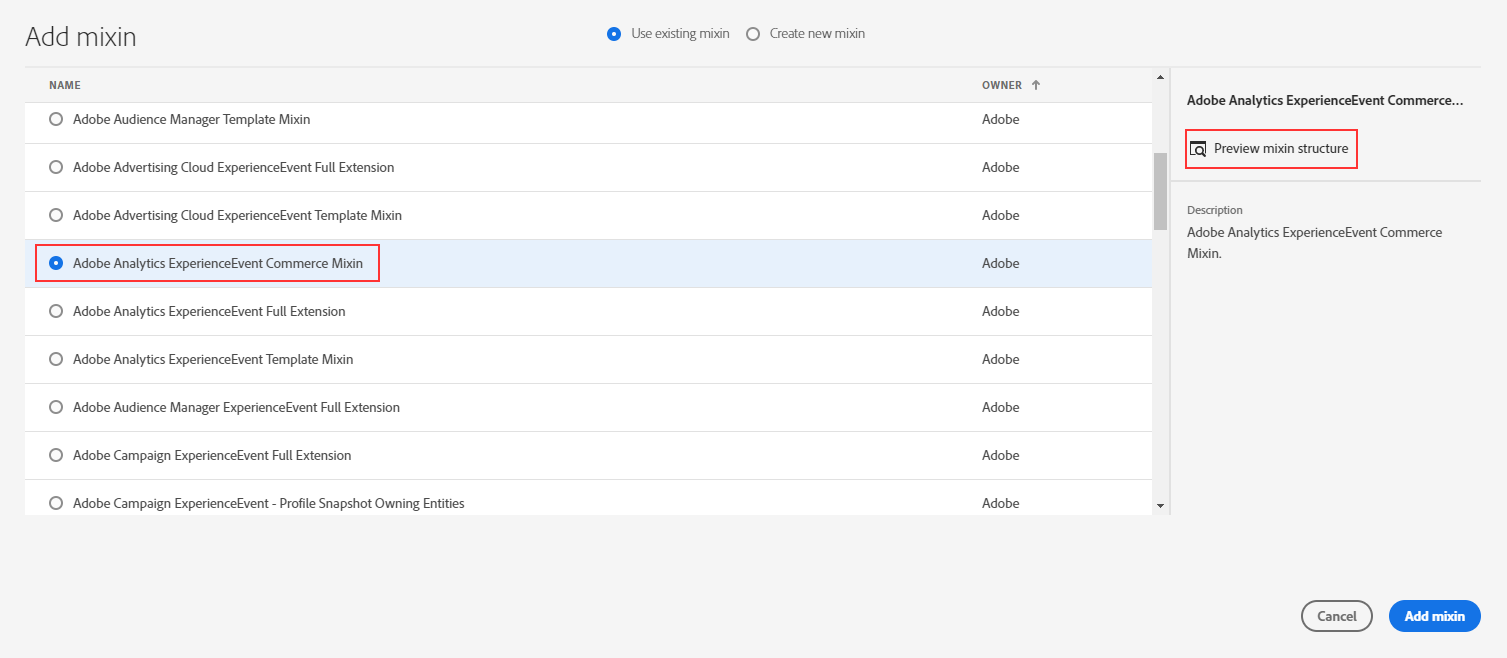 Add mixin
Use existing mixin
Create new mixin
NAME
OWNER
Adobe Audience Manager Template Mixin
Adobe
Adobe Advertising Cloud ExperienceEvent Full Extension
Adobe
Adobe Advertising Cloud ExperienceEvent Template Mixin
Adobe
Adobe Analytics ExperienceEvent Commerce Mixin
Adobe
Adobe Analytics ExperienceEvent Full Extension
Adobe
Adobe Analytics ExperienceEvent Template Mixin
Adobe
Adobe Audience Manager ExperienceEvent Full Extension
Adobe
Adobe Campaign ExperienceEvent Full Extension
Adobe
Adobe Campaign ExperienceEvent - Profile Snapshot Owning Entities
Adobe
Adobe Analytics ExperienceEvent Commerce...
Preview mixin structure
Description
Adobe Analytics ExperienceEvent Commerce
Mixin.
Cancel
Add mixin